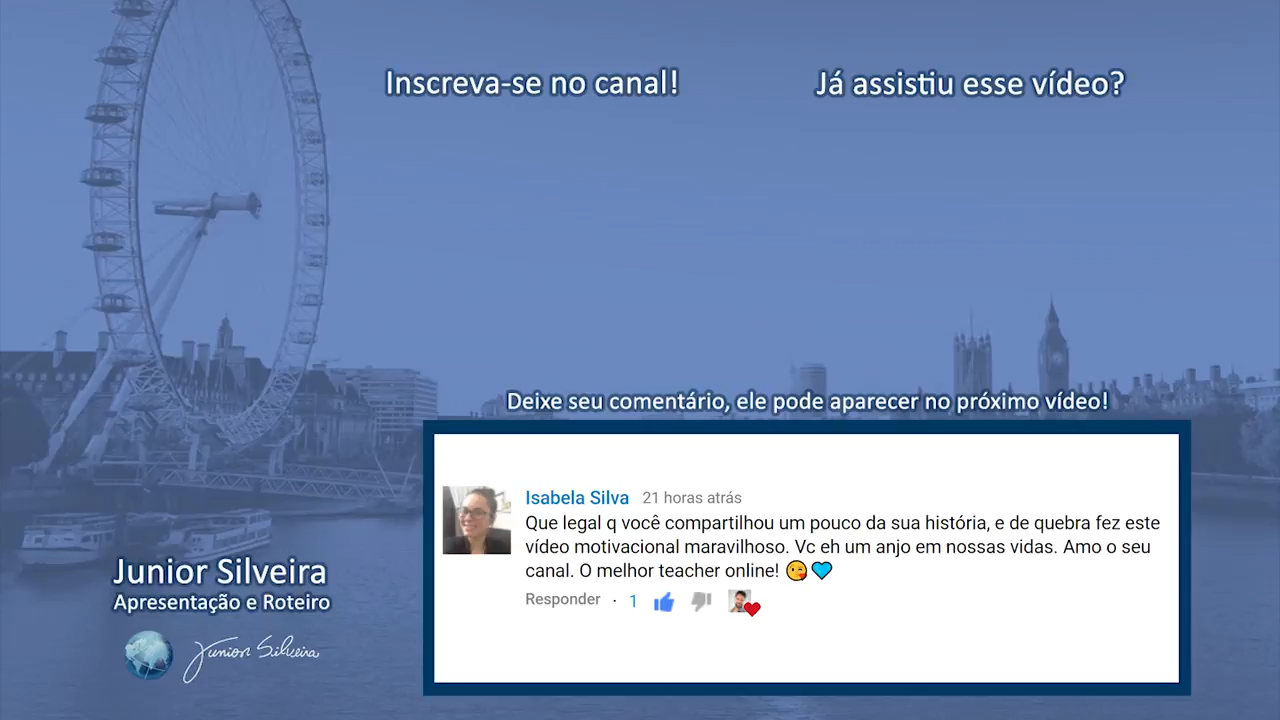 Inscreva-se no canal!
Já assistiu esse vídeo?
Deixe seu comentário, ele pode aparecer no próximo vídeo!
Isabela Silva 21 horas atrás
Que legal q você compartilhou um pouco da sua história, e de quebra fez este
vídeo motivacional maravilhoso. Vc eh um anjo em nossas vidas. Amo o seu
canal. O melhor teacher online! 😘💙
Responder · 1
Junior Silveira
Apresentação e Roteiro
Junior Silveira